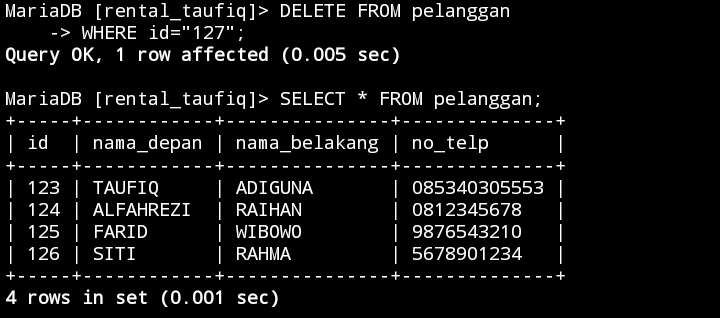 MariaDB [rental_taufiq]> DELETE FROM pelanggan
    -> WHERE id="127";
Query OK, 1 row affected (0.005 sec)

MariaDB [rental_taufiq]> SELECT * FROM pelanggan;
+-----+------------+---------------+--------------+
| id  | nama_depan | nama_belakang | no_telp      |
+-----+------------+---------------+--------------+
| 123 | TAUFIQ     | ADIGUNA       | 085340305553 |
| 124 | ALFAHREZI  | RAIHAN        | 0812345678   |
| 125 | FARID      | WIBOWO        | 9876543210   |
| 126 | SITI       | RAHMA         | 5678901234   |
+-----+------------+---------------+--------------+
4 rows in set (0.001 sec)